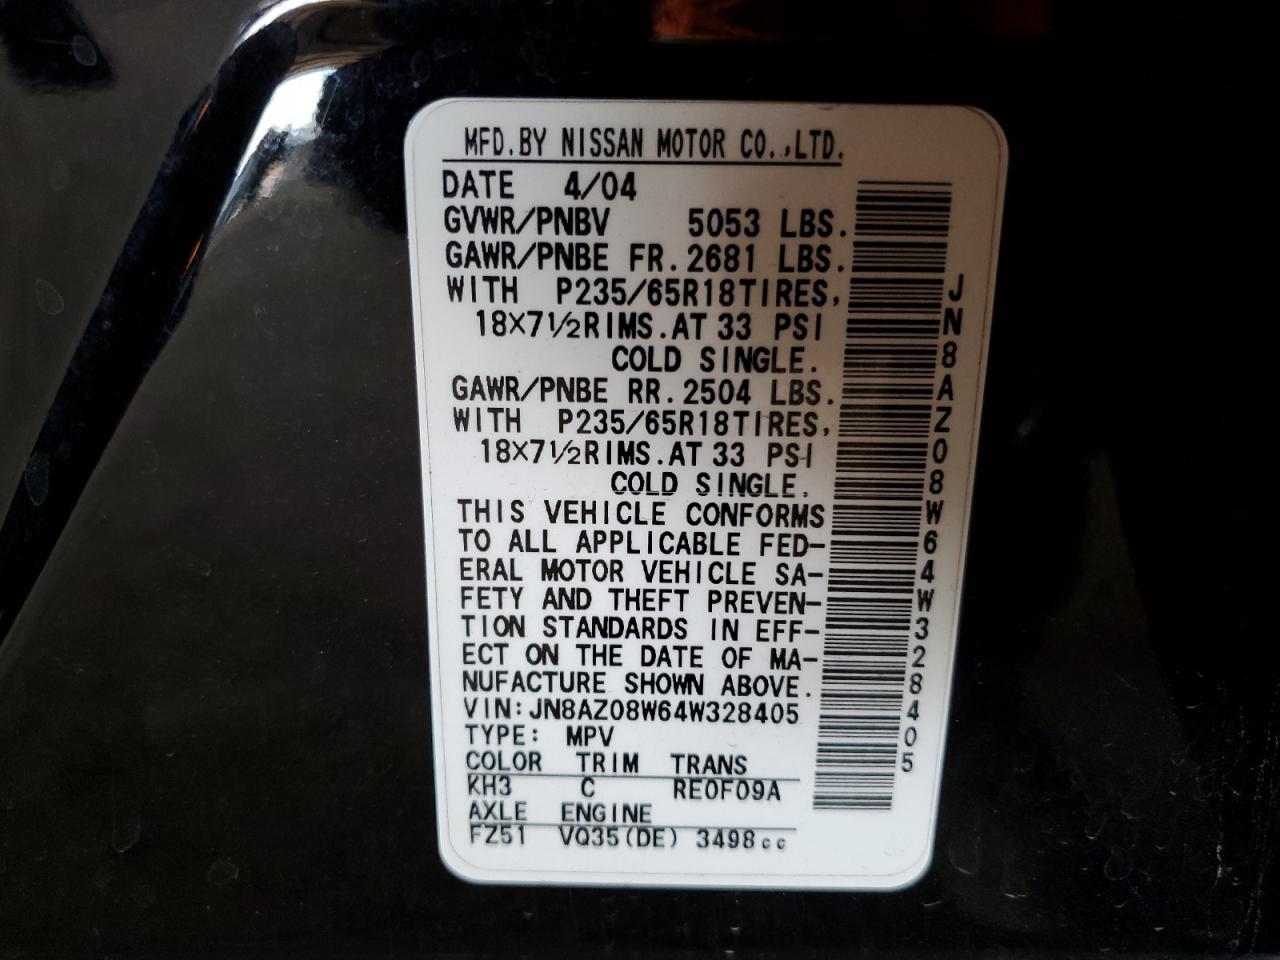 MFD.BY NISSAN MOTOR CO.,LTD.
DATE 4/04
GVWR/PNBV 5053 LBS.
GAWR/PNBE FR.2681 LBS.
WITH P235/65R18TIRES,
18×7½RIMS.AT 33 PSI
COLD SINGLE.
GAWR/PNBE RR.2504 LBS.
WITH P235/65R18TIRES,
18×7½RIMS.AT 33 PSI
COLD SINGLE.
THIS VEHICLE CONFORMS
TO ALL APPLICABLE FED-
ERAL MOTOR VEHICLE SA-
FETY AND THEFT PREVEN-
TION STANDARDS IN EFF-
ECT ON THE DATE OF MA-
NUFACTURE SHOWN ABOVE.
VIN:JN8AZ08W64W328405
TYPE: MPV
COLOR TRIM TRANS
KH3 C RE0F09A
AXLE ENGINE
FZ51 VQ35(DE) 3498cc
JN8AZ08W64W328405